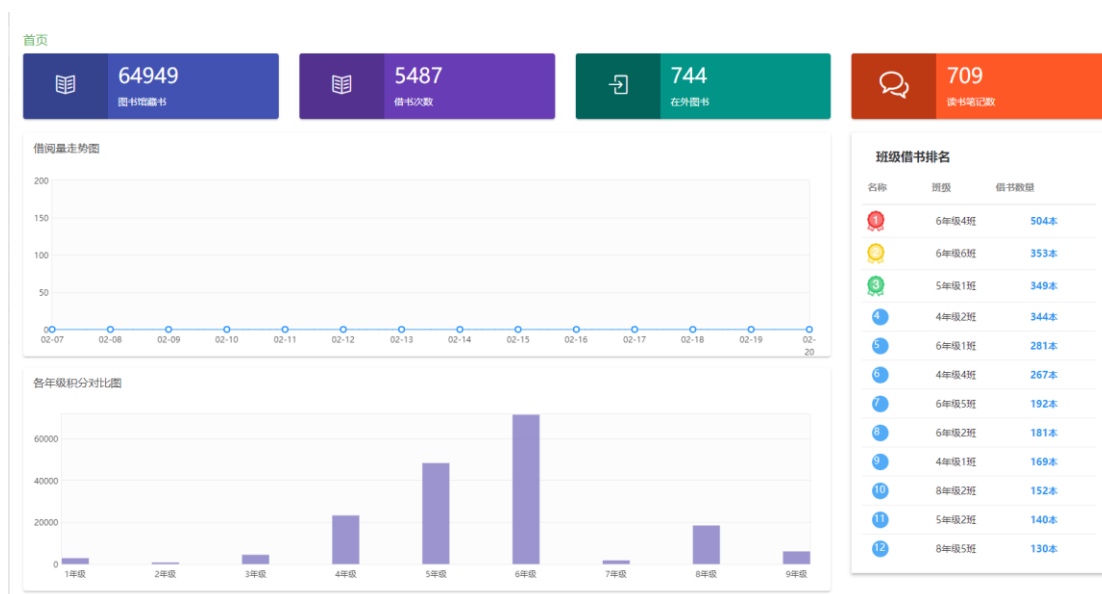 首页
64949
图书馆藏书
5487
借书次数
744
在外图书
709
读书笔记数
借阅量走势图
200
150
100
50
0
02-07 02-08 02-09 02-10 02-11 02-12 02-13 02-14 02-15 02-16 02-17 02-18 02-19 02-
20
各年级积分对比图
60000
40000
20000
0
1年级 2年级 3年级 4年级 5年级 6年级 7年级 8年级 9年级
班级借书排名
名称 班级 借书数量
1 6年级4班 504本
2 6年级6班 353本
3 5年级1班 349本
4 4年级2班 344本
5 6年级1班 281本
6 4年级4班 267本
7 6年级5班 192本
8 6年级2班 181本
9 4年级1班 169本
10 8年级2班 152本
11 5年级2班 140本
12 8年级5班 130本